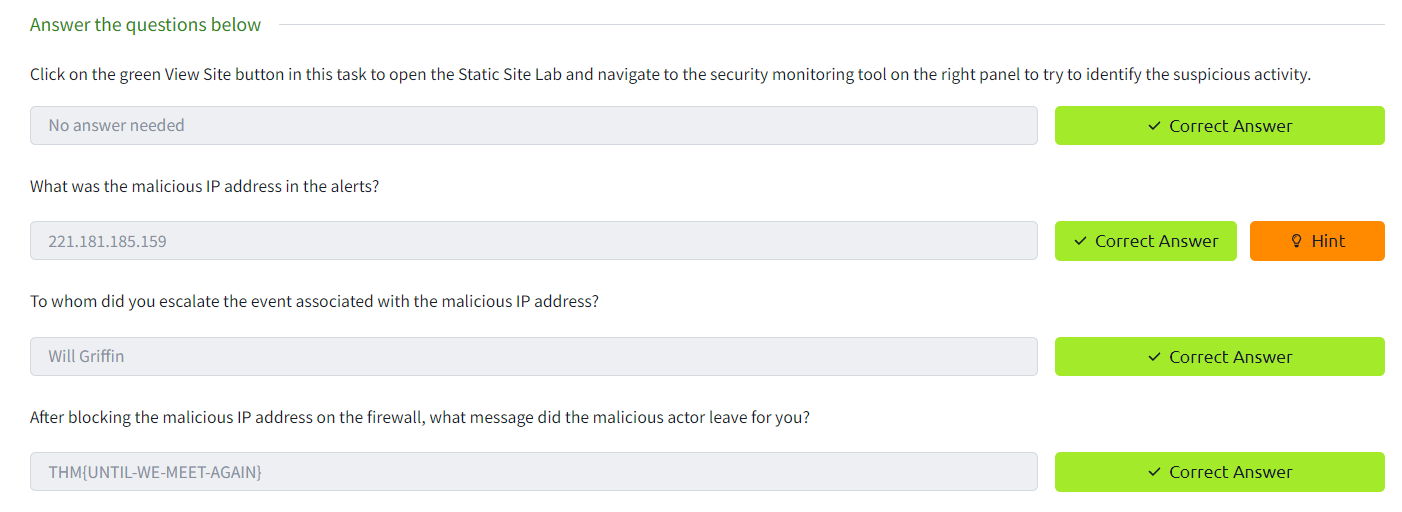 Answer the questions below
Click on the green View Site button in this task to open the Static Site Lab and navigate to the security monitoring tool on the right panel to try to identify the suspicious activity.
No answer needed
Correct Answer
What was the malicious IP address in the alerts?
221.181.185.159
Correct Answer
Hint
To whom did you escalate the event associated with the malicious IP address?
Will Griffin
Correct Answer
After blocking the malicious IP address on the firewall, what message did the malicious actor leave for you?
THM{UNTIL-WE-MEET-AGAIN}
Correct Answer